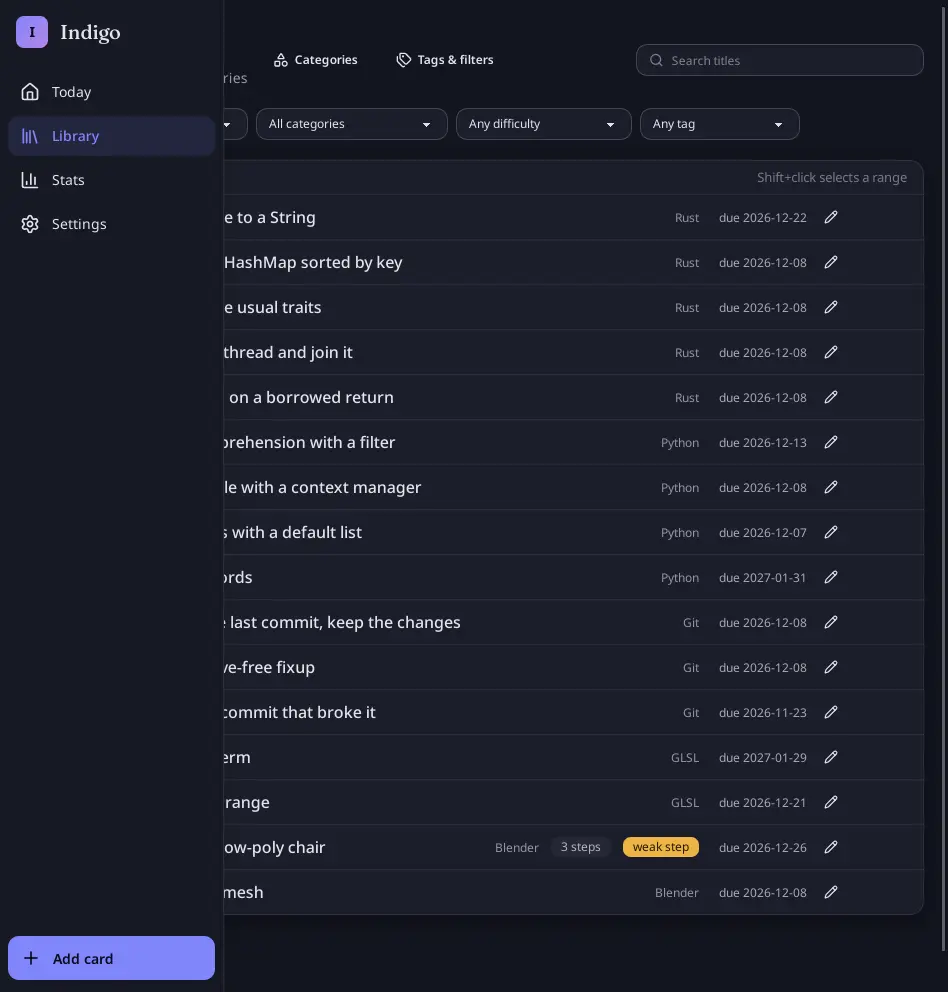 I Indigo
Today
Library
Stats
Settings
Add card
Categories
Tags & filters
Search titles
ries
All categories
Any difficulty
Any tag
Shift+click selects a range
e to a String Rust due 2026-12-22
HashMap sorted by key Rust due 2026-12-08
e usual traits Rust due 2026-12-08
thread and join it Rust due 2026-12-08
on a borrowed return Rust due 2026-12-08
prehension with a filter Python due 2026-12-13
le with a context manager Python due 2026-12-08
s with a default list Python due 2026-12-07
ords Python due 2027-01-31
e last commit, keep the changes Git due 2026-12-08
ve-free fixup Git due 2026-12-08
commit that broke it Git due 2026-11-23
erm GLSL due 2027-01-29
range GLSL due 2026-12-21
ow-poly chair Blender 3 steps weak step due 2026-12-26
mesh Blender due 2026-12-08